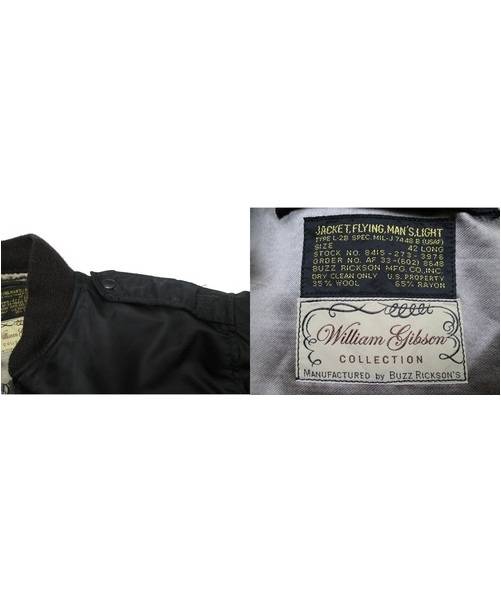 JACKET, FLYING, MAN'S, LIGHT
TYPE L-2B SPEC. MIL-J-7448 B (USAF)
SIZE 42 LONG
STOCK NO. 8415-273-3976
ORDER NO. AF 33-(602) 8648
BUZZ RICKSON MFG. CO., INC.
DRY CLEAN ONLY U.S. PROPERTY
35% WOOL 65% RAYON
William Gibson
COLLECTION
MANUFACTURED by BUZZ RICKSON'S